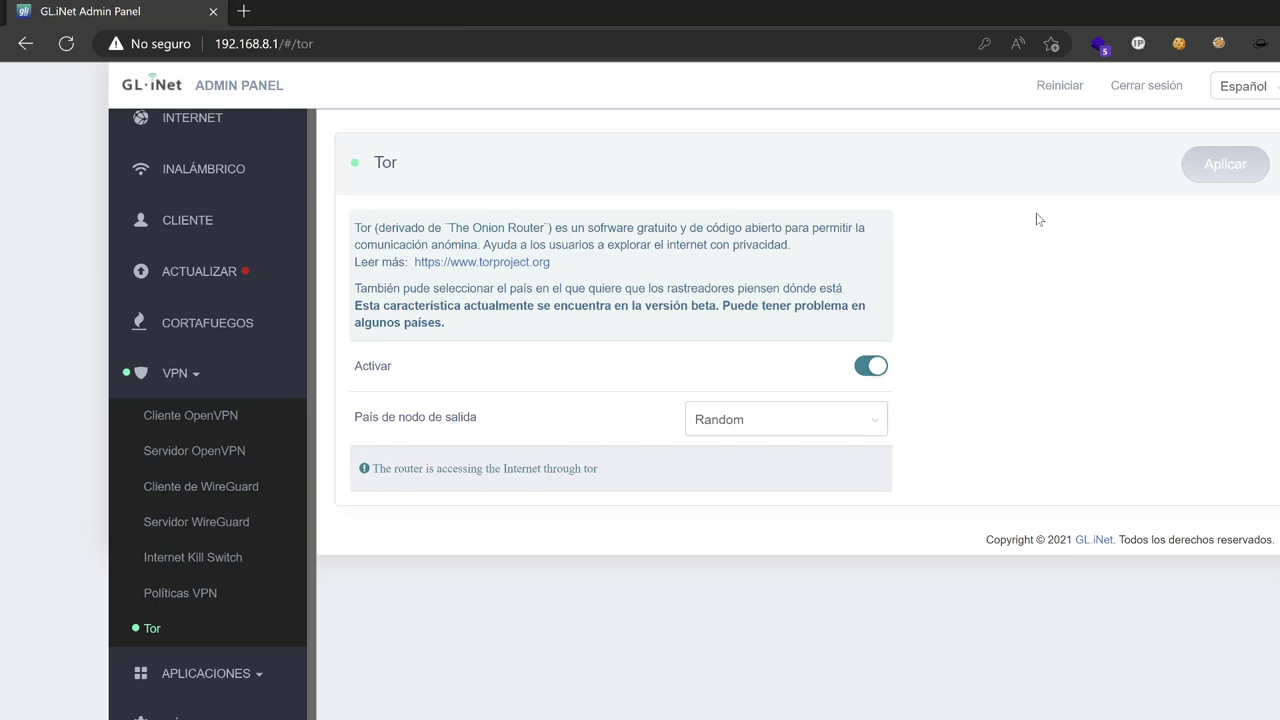 GL.iNet Admin Panel
No seguro
192.168.8.1/#/tor
IP
5
GL·iNet ADMIN PANEL
Reiniciar
Cerrar sesión
Español
INTERNET
INALÁMBRICO
CLIENTE
ACTUALIZAR
CORTAFUEGOS
VPN
Cliente OpenVPN
Servidor OpenVPN
Cliente de WireGuard
Servidor WireGuard
Internet Kill Switch
Políticas VPN
Tor
APLICACIONES
Tor
Aplicar
Tor (derivado de ¨The Onion Router¨) es un sofrware gratuito y de código abierto para permitir la
comunicación anómina. Ayuda a los usuarios a explorar el internet con privacidad.
Leer más: https://www.torproject.org
También pude seleccionar el país en el que quiere que los rastreadores piensen dónde está
Esta característica actualmente se encuentra en la versión beta. Puede tener problema en
algunos países.
Activar
País de nodo de salida
Random
The router is accessing the Internet through tor
Copyright © 2021 GL.iNet. Todos los derechos reservados.